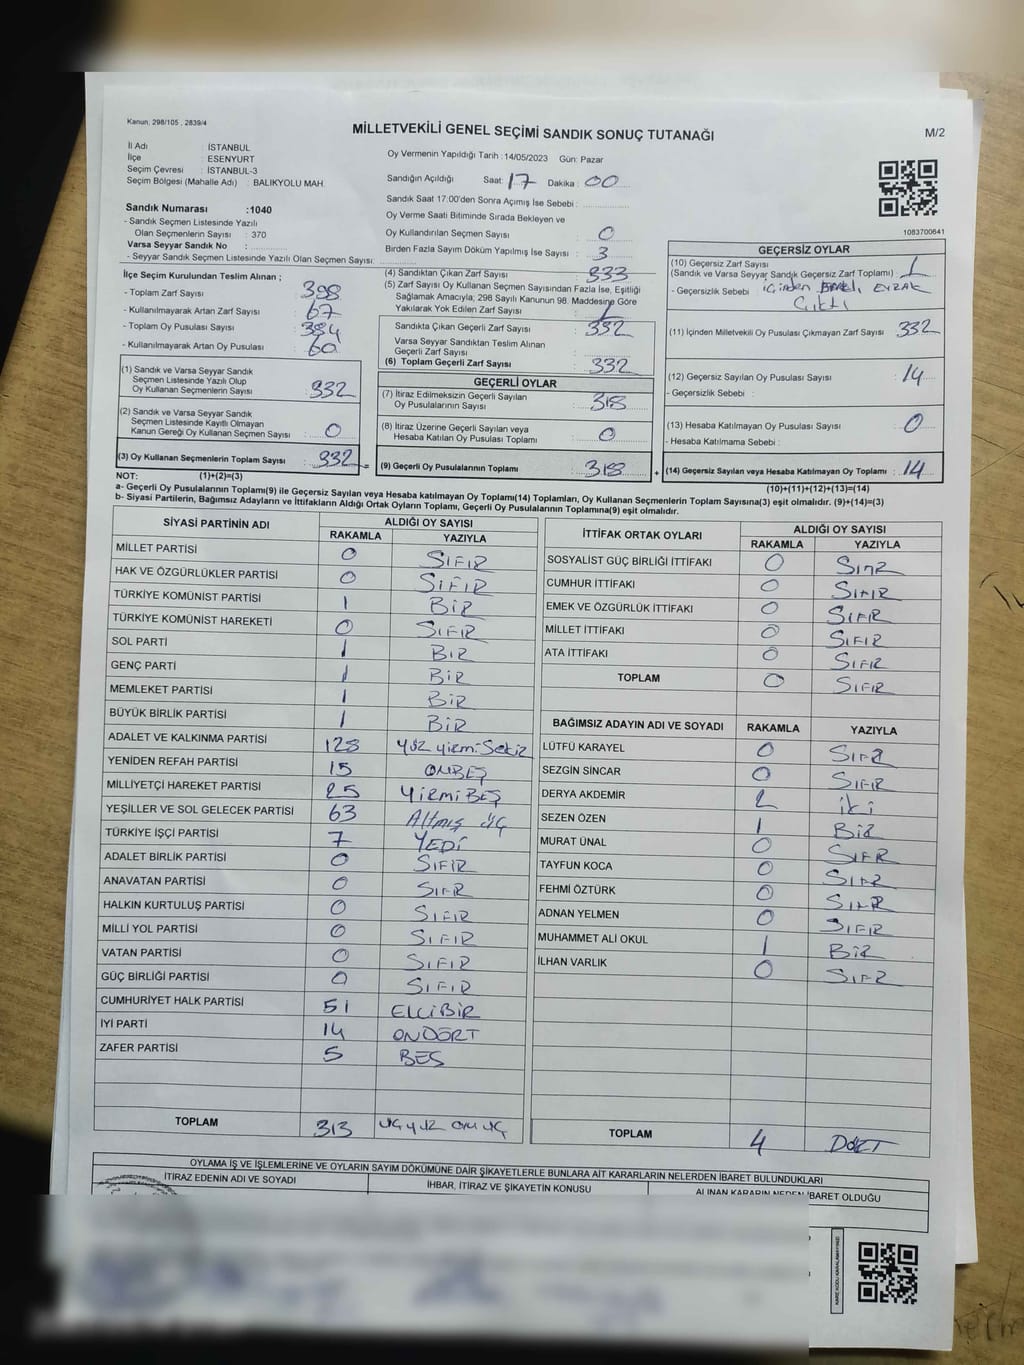 Kanun, 298/105 , 2839/4
MİLLETVEKİLİ GENEL SEÇİMİ SANDIK SONUÇ TUTANAĞI
M/2
İl Adı : İSTANBUL
İlçe : ESENYURT
Seçim Çevresi : İSTANBUL-3
Seçim Bölgesi (Mahalle Adı) : BALIKYOLU MAH.
Sandık Numarası :1040
- Sandık Seçmen Listesinde Yazılı
Olan Seçmenlerin Sayısı : 370
Varsa Seyyar Sandık No :
- Seyyar Sandık Seçmen Listesinde Yazılı Olan Seçmen Sayısı:
Oy Vermenin Yapıldığı Tarih :14/05/2023 Gün: Pazar
Sandığın Açıldığı Saat: 17 Dakika : 00
Sandık Saat 17:00'den Sonra Açımış İse Sebebi :
Oy Verme Saati Bitiminde Sırada Bekleyen ve
Oy Kullandırılan Seçmen Sayısı : 0
Birden Fazla Sayım Döküm Yapılmış İse Sayısı : 3
1083700641
İlçe Seçim Kurulundan Teslim Alınan ;
- Toplam Zarf Sayısı : 398
- Kullanılmayarak Artan Zarf Sayısı : 67
- Toplam Oy Pusulası Sayısı : 384
- Kullanılmayarak Artan Oy Pusulası : 60
(1) Sandık ve Varsa Seyyar Sandık
Seçmen Listesinde Yazılı Olup
Oy Kullanan Seçmenlerin Sayısı : 332
(2) Sandık ve Varsa Seyyar Sandık
Seçmen Listesinde Kayıtlı Olmayan
Kanun Gereği Oy Kullanan Seçmen Sayısı : 0
(3) Oy Kullanan Seçmenlerin Toplam Sayısı : 332
(4) Sandıktan Çıkan Zarf Sayısı : 333
(5) Zarf Sayısı Oy Kullanan Seçmen Sayısından Fazla İse, Eşitliği
Sağlamak Amacıyla; 298 Sayılı Kanunun 98. Maddesine Göre
Yakılarak Yok Edilen Zarf Sayısı : 1
Sandıkta Çıkan Geçerli Zarf Sayısı : 332
Varsa Seyyar Sandıktan Teslim Alınan
Geçerli Zarf Sayısı :
(6) Toplam Geçerli Zarf Sayısı : 332
GEÇERLİ OYLAR
(7) İtiraz Edilmeksizin Geçerli Sayılan
Oy Pusulalarının Sayısı : 318
(8) İtiraz Üzerine Geçerli Sayılan veya
Hesaba Katılan Oy Pusulası Toplamı : 0
(9) Geçerli Oy Pusulalarının Toplamı : 318
GEÇERSİZ OYLAR
(10) Geçersiz Zarf Sayısı
(Sandık ve Varsa Seyyar Sandık Geçersiz Zarf Toplamı) : 1
- Geçersizlik Sebebi : içinden EVRAK
ÇIKTI
(11) İçinden Milletvekili Oy Pusulası Çıkmayan Zarf Sayısı : 332
(12) Geçersiz Sayılan Oy Pusulası Sayısı : 14
- Geçersizlik Sebebi :
(13) Hesaba Katılmayan Oy Pusulası Sayısı : 0
- Hesaba Katılmama Sebebi :
(14) Geçersiz Sayılan veya Hesaba Katılmayan Oy Toplamı : 14
NOT: (1)+(2)=(3)
(10)+(11)+(12)+(13)=(14)
a- Geçerli Oy Pusulalarının Toplamı(9) ile Geçersiz Sayılan veya Hesaba katılmayan Oy Toplamı(14) Toplamları, Oy Kullanan Seçmenlerin Toplam Sayısına(3) eşit olmalıdır. (9)+(14)=(3)
b- Siyasi Partilerin, Bağımsız Adayların ve İttifakların Aldığı Ortak Oyların Toplamı, Geçerli Oy Pusulalarının Toplamına(9) eşit olmalıdır.
SİYASİ PARTİNİN ADI ALDIĞI OY SAYISI
RAKAMLA YAZIYLA
MİLLET PARTİSİ 0 SIFIR
HAK VE ÖZGÜRLÜKLER PARTİSİ 0 SIFIR
TÜRKİYE KOMÜNİST PARTİSİ 1 BİR
TÜRKİYE KOMÜNİST HAREKETİ 0 SIFIR
SOL PARTİ 1 BİR
GENÇ PARTİ 1 BİR
MEMLEKET PARTİSİ 1 BİR
BÜYÜK BİRLİK PARTİSİ 1 BİR
ADALET VE KALKINMA PARTİSİ 128 YÜZ YİRMİ SEKİZ
YENİDEN REFAH PARTİSİ 15 ONBEŞ
MİLLİYETÇİ HAREKET PARTİSİ 25 YİRMİBEŞ
YEŞİLLER VE SOL GELECEK PARTİSİ 63 ALTMIŞ ÜÇ
TÜRKİYE İŞÇİ PARTİSİ 7 YEDİ
ADALET BİRLİK PARTİSİ 0 SIFIR
ANAVATAN PARTİSİ 0 SIFIR
HALKIN KURTULUŞ PARTİSİ 0 SIFIR
MİLLİ YOL PARTİSİ 0 SIFIR
VATAN PARTİSİ 0 SIFIR
GÜÇ BİRLİĞİ PARTİSİ 0 SIFIR
CUMHURİYET HALK PARTİSİ 51 ELLİBİR
İYİ PARTİ 14 ONDÖRT
ZAFER PARTİSİ 5 BEŞ
TOPLAM 313 ÜÇ YÜZ ON ÜÇ
İTTİFAK ORTAK OYLARI ALDIĞI OY SAYISI
RAKAMLA YAZIYLA
SOSYALİST GÜÇ BİRLİĞİ İTTİFAKI 0 SIFIR
CUMHUR İTTİFAKI 0 SIFIR
EMEK VE ÖZGÜRLÜK İTTİFAKI 0 SIFIR
MİLLET İTTİFAKI 0 SIFIR
ATA İTTİFAKI 0 SIFIR
TOPLAM 0 SIFIR
BAĞIMSIZ ADAYIN ADI VE SOYADI RAKAMLA YAZIYLA
LÜTFÜ KARAYEL 0 SIFIR
SEZGİN SİNCAR 0 SIFIR
DERYA AKDEMİR 2 İKİ
SEZEN ÖZEN 1 BİR
MURAT ÜNAL 0 SIFIR
TAYFUN KOCA 0 SIFIR
FEHMİ ÖZTÜRK 0 SIFIR
ADNAN YELMEN 0 SIFIR
MUHAMMET ALİ OKUL 1 BİR
İLHAN VARLIK 0 SIFIR
TOPLAM 4 DÖRT
OYLAMA İŞ VE İŞLEMLERİNE VE OYLARIN SAYIM DÖKÜMÜNE DAİR ŞİKAYETLERLE BUNLARA AİT KARARLARIN NELERDEN İBARET BULUNDUKLARI
İTİRAZ EDENİN ADI VE SOYADI
İHBAR, İTİRAZ VE ŞİKAYETİN KONUSU
ALINAN KARARIN NEDEN İBARET OLDUĞU